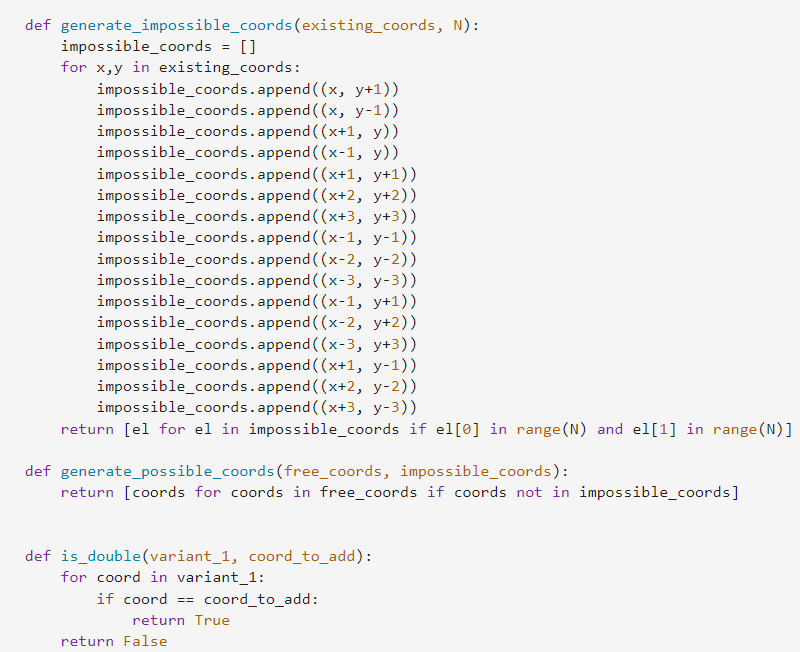 def generate_impossible_coords(existing_coords, N):
    impossible_coords = []
    for x,y in existing_coords:
        impossible_coords.append((x, y+1))
        impossible_coords.append((x, y-1))
        impossible_coords.append((x+1, y))
        impossible_coords.append((x-1, y))
        impossible_coords.append((x+1, y+1))
        impossible_coords.append((x+2, y+2))
        impossible_coords.append((x+3, y+3))
        impossible_coords.append((x-1, y-1))
        impossible_coords.append((x-2, y-2))
        impossible_coords.append((x-3, y-3))
        impossible_coords.append((x-1, y+1))
        impossible_coords.append((x-2, y+2))
        impossible_coords.append((x-3, y+3))
        impossible_coords.append((x+1, y-1))
        impossible_coords.append((x+2, y-2))
        impossible_coords.append((x+3, y-3))
    return [el for el in impossible_coords if el[0] in range(N) and el[1] in range(N)]

def generate_possible_coords(free_coords, impossible_coords):
    return [coords for coords in free_coords if coords not in impossible_coords]


def is_double(variant_1, coord_to_add):
    for coord in variant_1:
        if coord == coord_to_add:
            return True
    return False